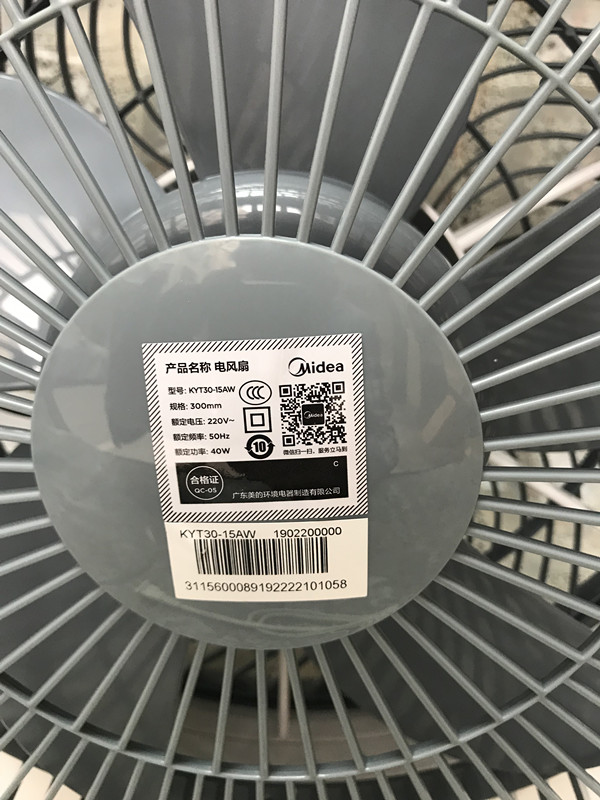 产品名称 电风扇
Midea
型号: KYT30-15AW
规格: 300mm
额定电压: 220V~
额定频率: 50Hz
额定功率: 40W
10
Midea
微信扫一扫，服务立马到
合格证
QC-05
C
广东美的环境电器制造有限公司
KYT30-15AW 1902200000
3115600089192222101058